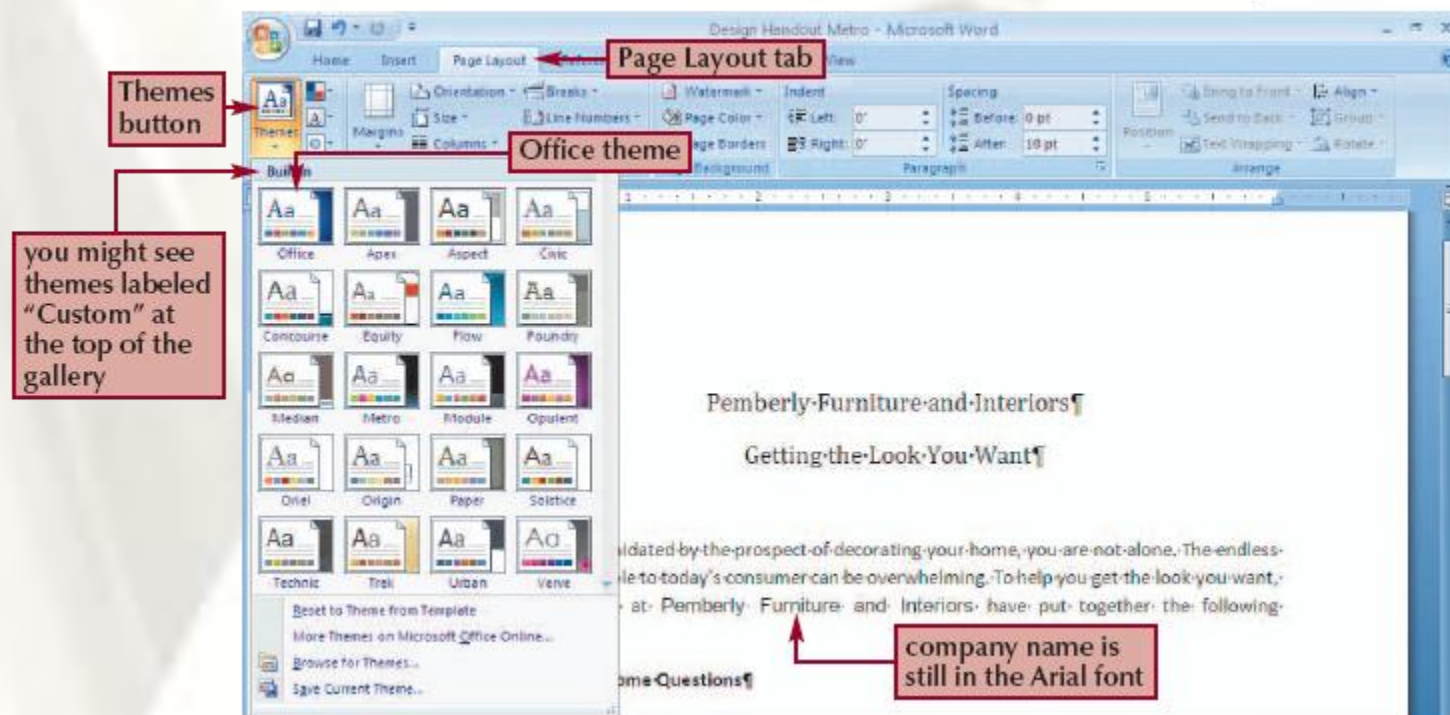 Design Handout Metro - Microsoft Word
Home Insert Page Layout View
Page Layout tab
Themes button
Themes
Margins
Orientation
Size
Columns
Breaks
Line Numbers
Watermark
Page Color
Page Borders
Page Background
Indent
Left: 0"
Right: 0"
Spacing
Before: 0 pt
After: 10 pt
Paragraph
Position
Bring to Front
Send to Back
Text Wrapping
Align
Group
Rotate
Arrange
Office theme
Built-In
you might see
themes labeled
"Custom" at
the top of the
gallery
Office Apex Aspect Civic
Concourse Equity Flow Foundry
Median Metro Module Opulent
Oriel Origin Paper Solstice
Technic Trek Urban Verve
Reset to Theme from Template
More Themes on Microsoft Office Online...
Browse for Themes...
Save Current Theme...
Pemberly·Furniture·and·Interiors¶
Getting·the·Look·You·Want¶
idated·by·the·prospect·of·decorating·your·home,·you·are·not·alone.·The·endless·
le·to·today's·consumer·can·be·overwhelming.·To·help·you·get·the·look·you·want,·
at·Pemberly·Furniture·and·Interiors·have·put·together·the·following·
company name is
still in the Arial font
ome·Questions¶